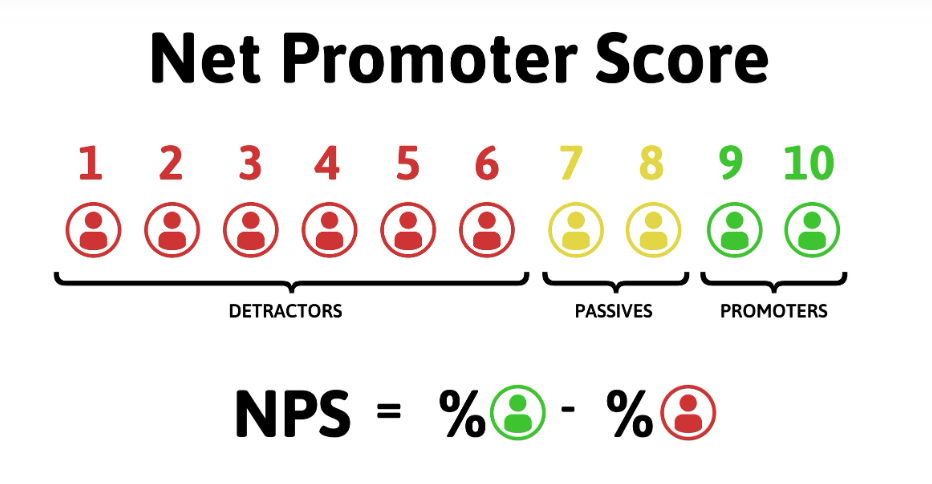 Net Promoter Score
1 2 3 4 5 6 7 8 9 10
DETRACTORS PASSIVES PROMOTERS
NPS = % - %